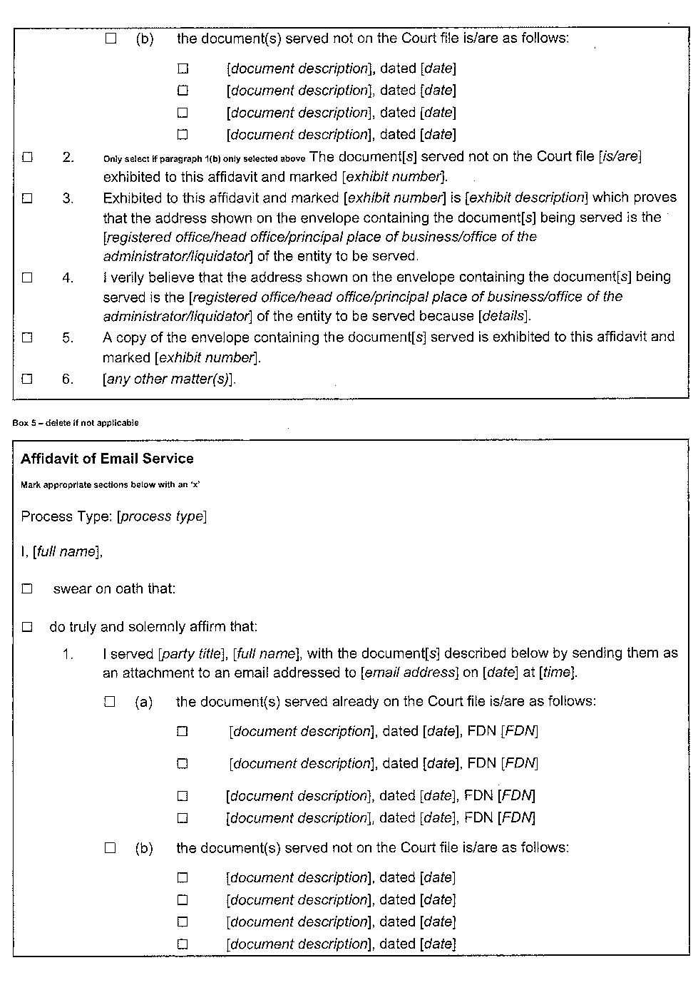 ☐ (b) the document(s) served not on the Court file is/are as follows:
☐ [document description], dated [date]
☐ [document description], dated [date]
☐ [document description], dated [date]
☐ [document description], dated [date]
☐ 2. Only select if paragraph 1(b) only selected above The document[s] served not on the Court file [is/are]
exhibited to this affidavit and marked [exhibit number].
☐ 3. Exhibited to this affidavit and marked [exhibit number] is [exhibit description] which proves
that the address shown on the envelope containing the document[s] being served is the
[registered office/head office/principal place of business/office of the
administrator/liquidator] of the entity to be served.
☐ 4. I verily believe that the address shown on the envelope containing the document[s] being
served is the [registered office/head office/principal place of business/office of the
administrator/liquidator] of the entity to be served because [details].
☐ 5. A copy of the envelope containing the document[s] served is exhibited to this affidavit and
marked [exhibit number].
☐ 6. [any other matter(s)].
Box 5 – delete if not applicable
Affidavit of Email Service
Mark appropriate sections below with an ‘x’
Process Type: [process type]
I, [full name],
☐ swear on oath that:
☐ do truly and solemnly affirm that:
1. I served [party title], [full name], with the document[s] described below by sending them as
an attachment to an email addressed to [email address] on [date] at [time].
☐ (a) the document(s) served already on the Court file is/are as follows:
☐ [document description], dated [date], FDN [FDN]
☐ [document description], dated [date], FDN [FDN]
☐ [document description], dated [date], FDN [FDN]
☐ [document description], dated [date], FDN [FDN]
☐ (b) the document(s) served not on the Court file is/are as follows:
☐ [document description], dated [date]
☐ [document description], dated [date]
☐ [document description], dated [date]
☐ [document description], dated [date]